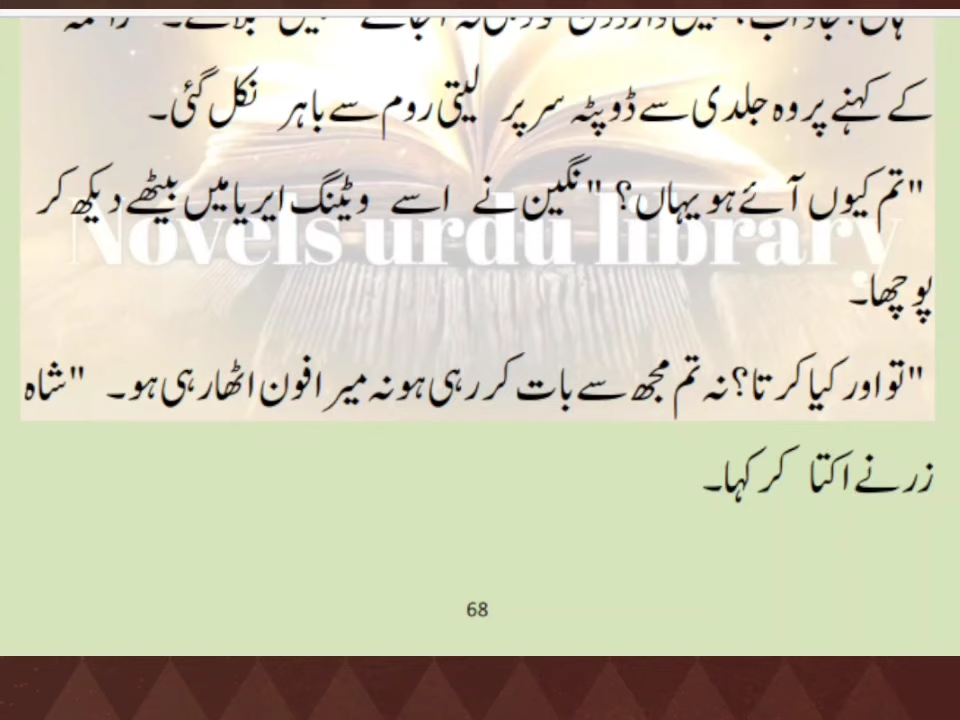 کے کہنے پر وہ جلدی سے ڈوپٹہ سر پر لیتی روم سے باہر نکل گئی۔
"تم کیوں آئے ہو یہاں؟" نگین نے اسے ویٹنگ ایریا میں بیٹھے دیکھ کر
Novels urdu library
پوچھا۔
"تو اور کیا کرتا؟ نہ تم مجھ سے بات کر رہی ہو نہ میرا فون اٹھا رہی ہو۔" شاہ
زر نے اکتا کر کہا۔
68